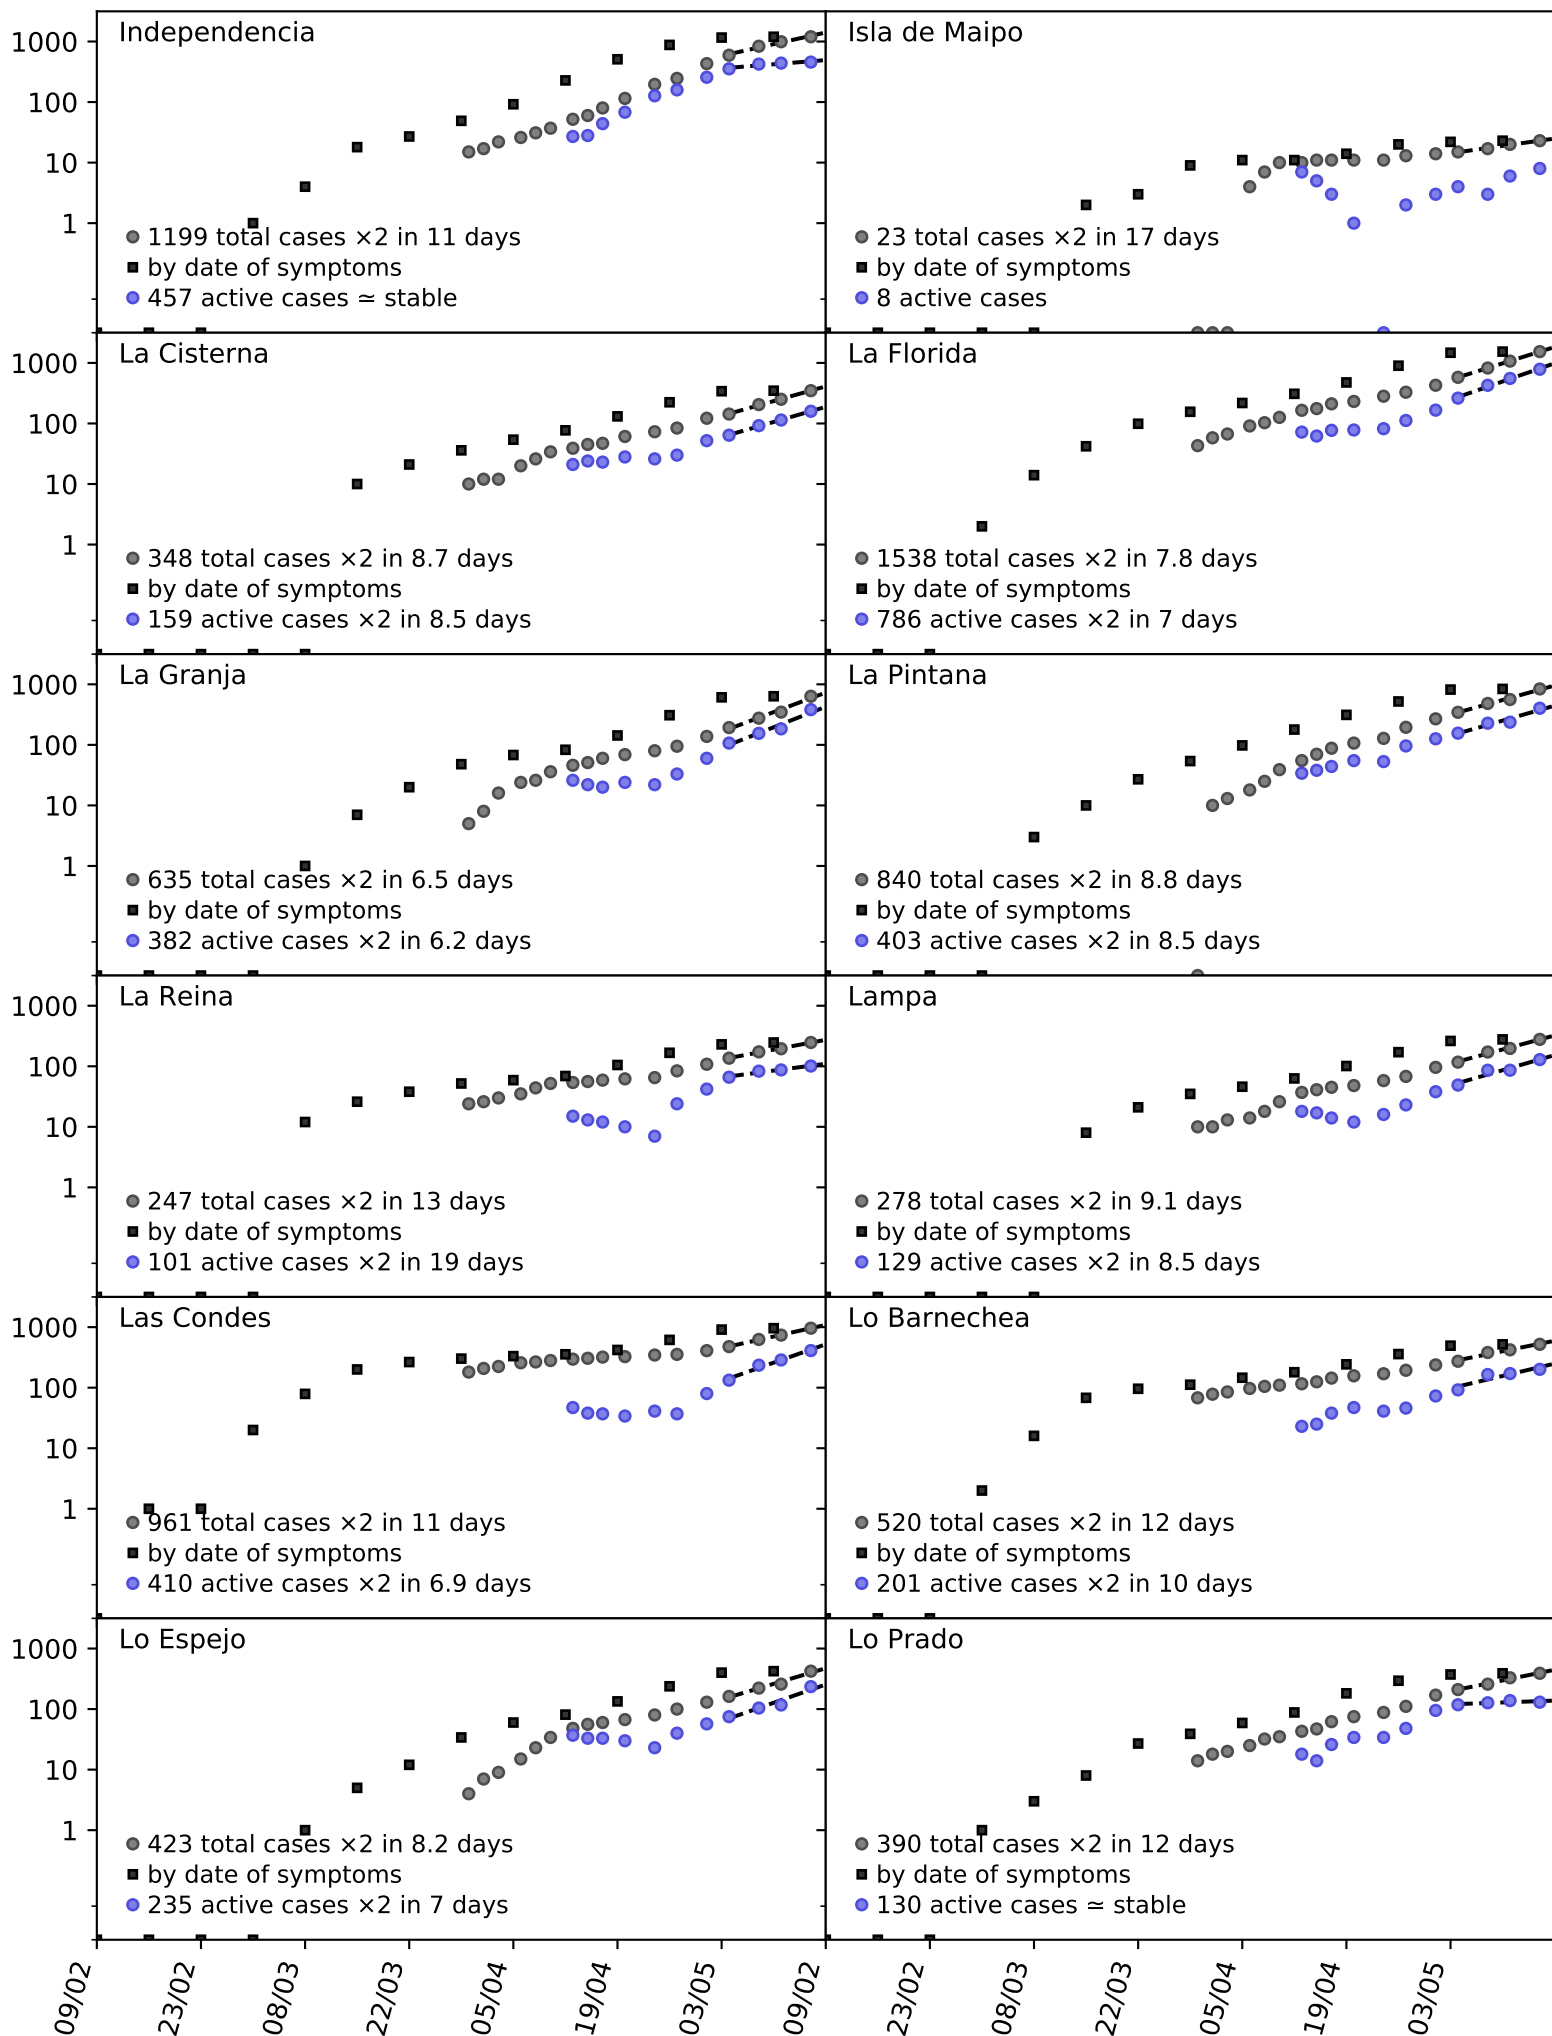 Independencia
1000
100
10
1
1199 total cases ×2 in 11 days
by date of symptoms
457 active cases ≃ stable
Isla de Maipo
23 total cases ×2 in 17 days
by date of symptoms
8 active cases
La Cisterna
1000
100
10
1
348 total cases ×2 in 8.7 days
by date of symptoms
159 active cases ×2 in 8.5 days
La Florida
1538 total cases ×2 in 7.8 days
by date of symptoms
786 active cases ×2 in 7 days
La Granja
1000
100
10
1
635 total cases ×2 in 6.5 days
by date of symptoms
382 active cases ×2 in 6.2 days
La Pintana
840 total cases ×2 in 8.8 days
by date of symptoms
403 active cases ×2 in 8.5 days
La Reina
1000
100
10
1
247 total cases ×2 in 13 days
by date of symptoms
101 active cases ×2 in 19 days
Lampa
278 total cases ×2 in 9.1 days
by date of symptoms
129 active cases ×2 in 8.5 days
Las Condes
1000
100
10
1
961 total cases ×2 in 11 days
by date of symptoms
410 active cases ×2 in 6.9 days
Lo Barnechea
520 total cases ×2 in 12 days
by date of symptoms
201 active cases ×2 in 10 days
Lo Espejo
1000
100
10
1
423 total cases ×2 in 8.2 days
by date of symptoms
235 active cases ×2 in 7 days
Lo Prado
390 total cases ×2 in 12 days
by date of symptoms
130 active cases ≃ stable
09/02
23/02
08/03
22/03
05/04
19/04
03/05
09/02
23/02
08/03
22/03
05/04
19/04
03/05